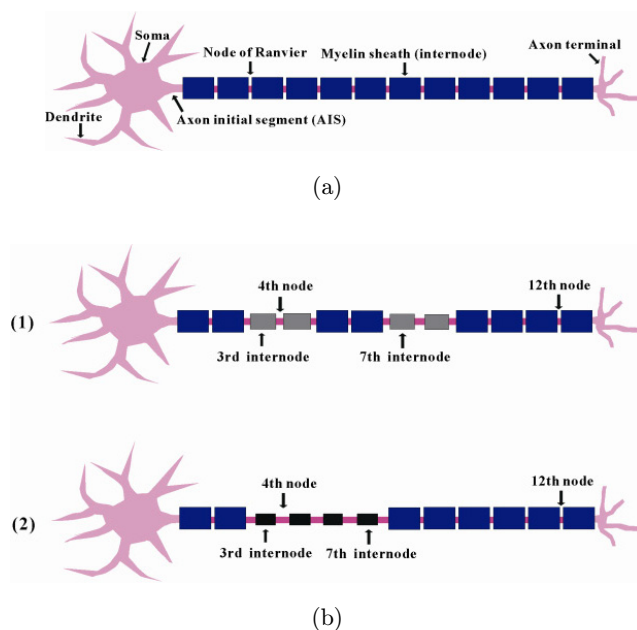 Soma
Axon terminal
Node of Ranvier
Myelin sheath (internode)
Dendrite
Axon initial segment (AIS)
(a)
4th node
12th node
(1)
3rd internode
7th internode
4th node
12th node
(2)
3rd internode
7th internode
(b)